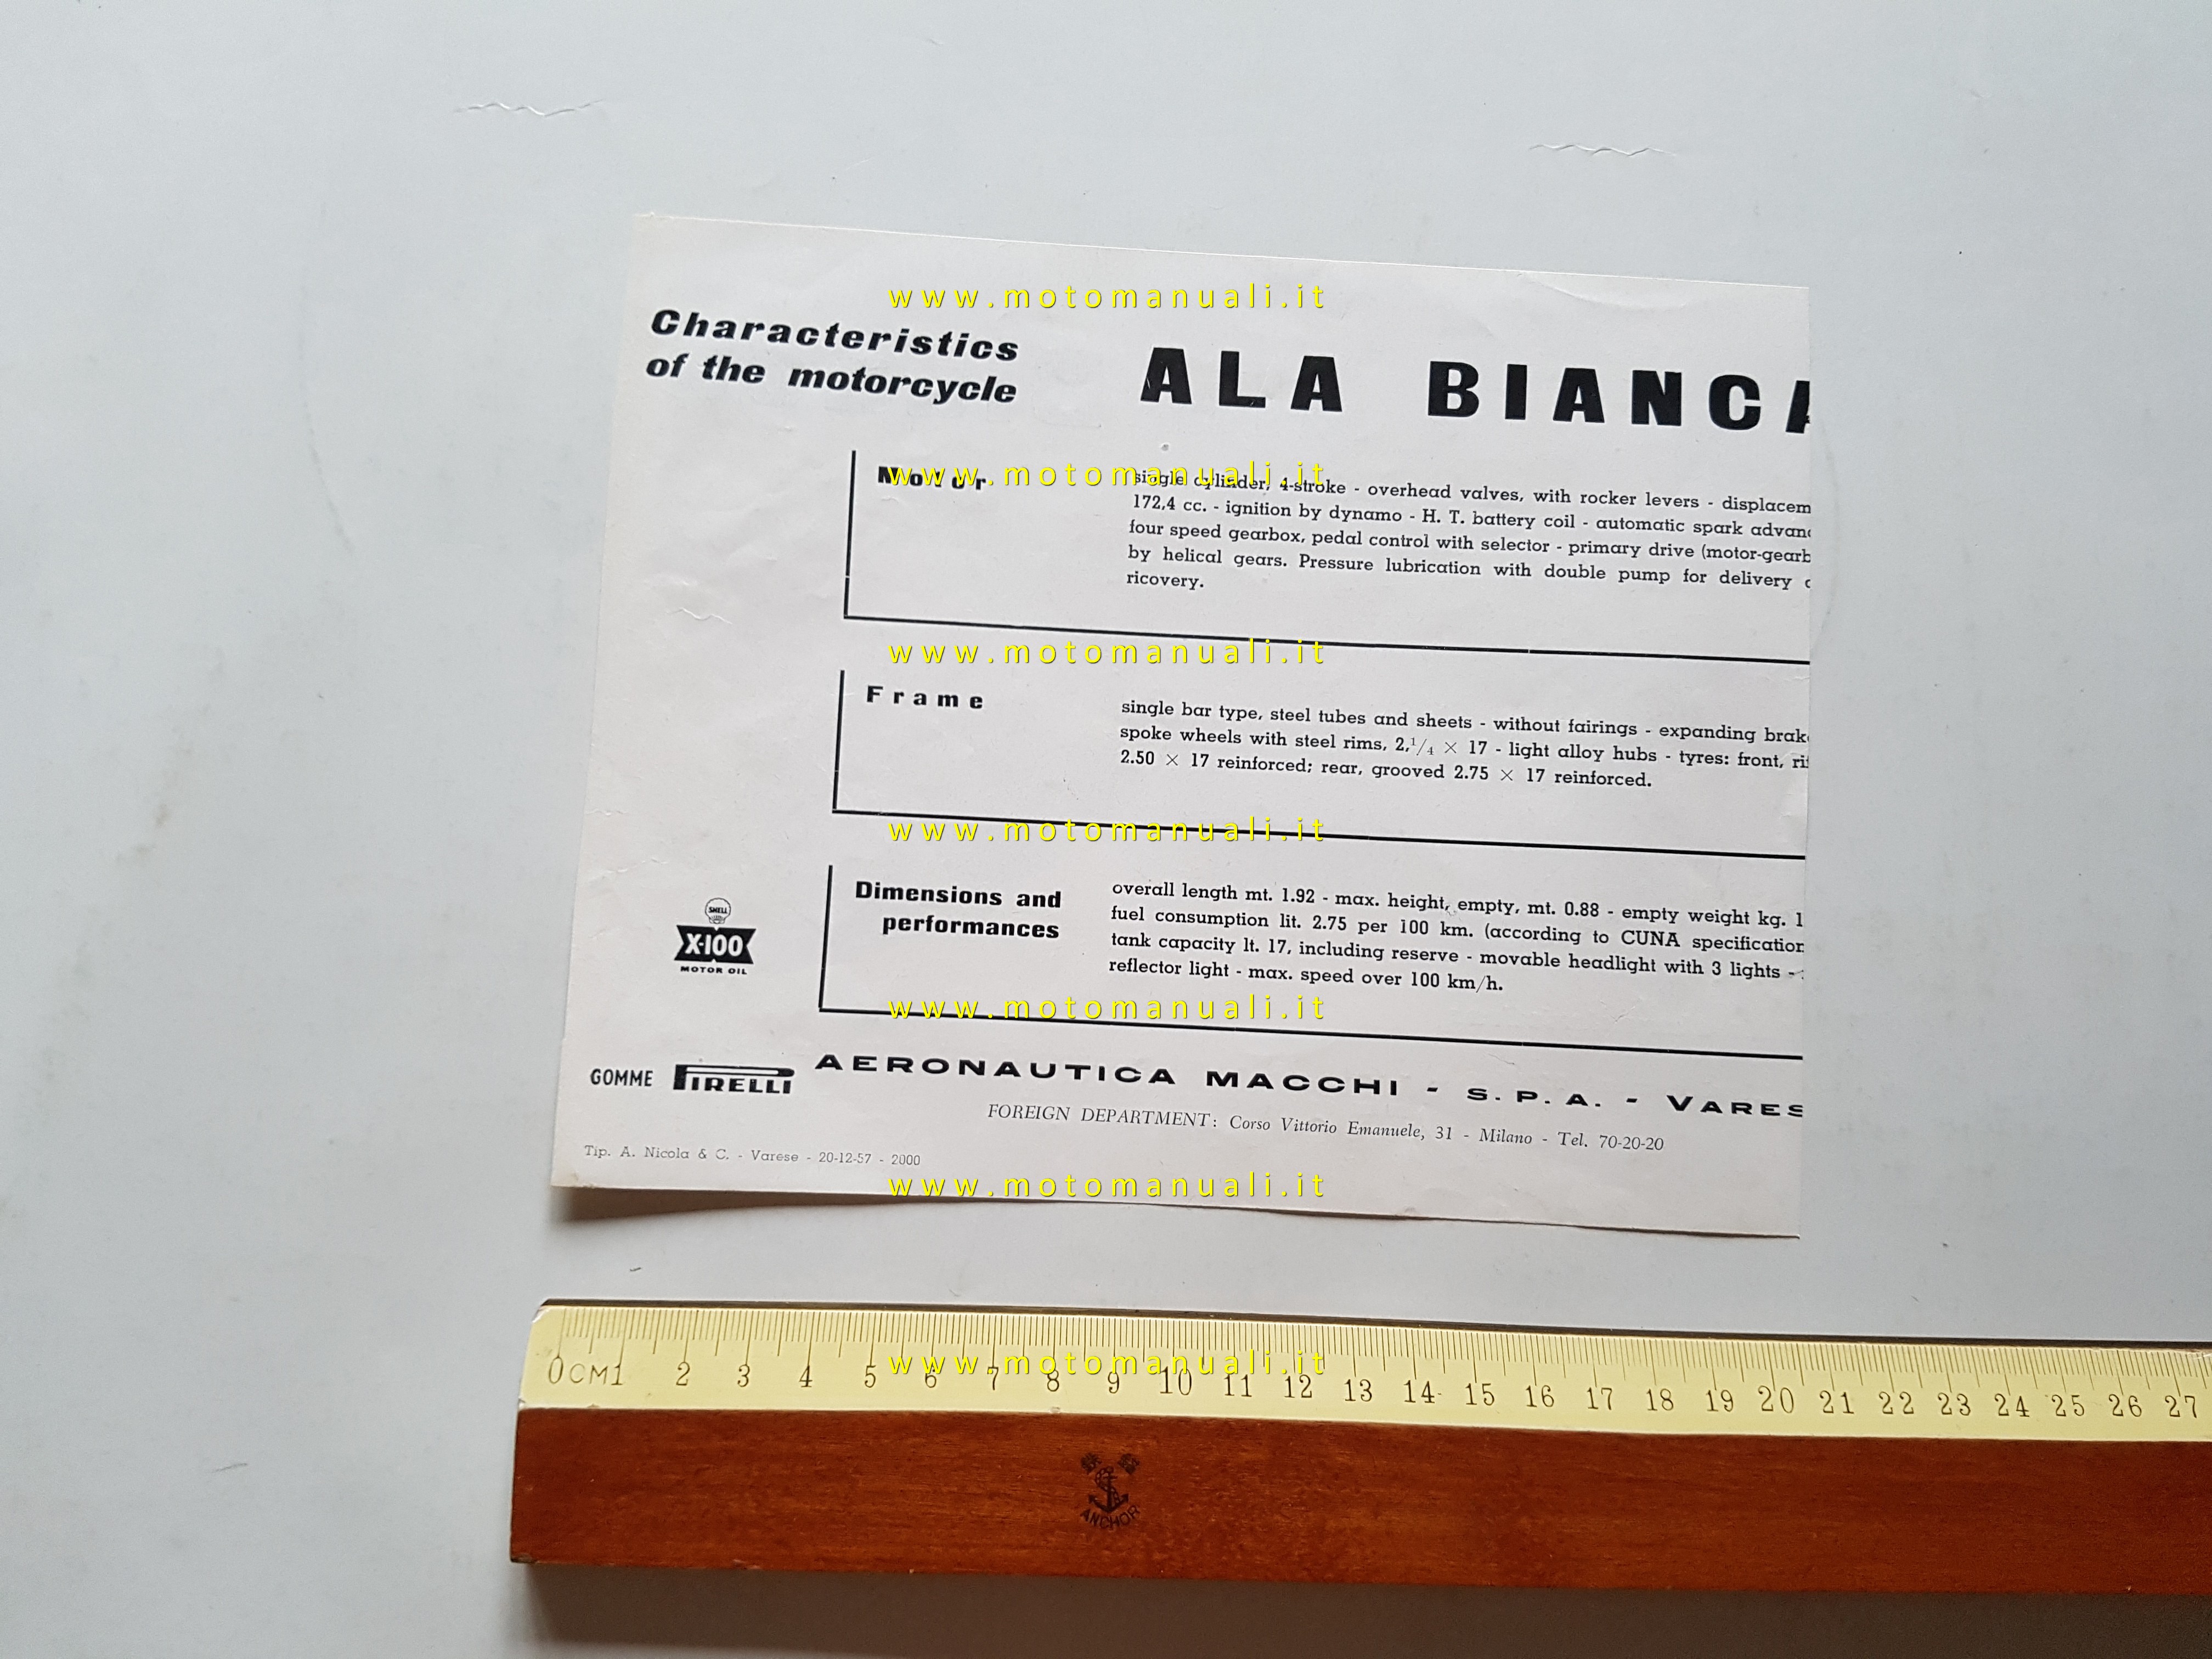 www.motomanuali.it
Characteristics
of the motorcycle
ALA BIANCA
www.motomanuali.it
Motor
single cylinder, 4-stroke - overhead valves, with rocker levers - displacem
172,4 cc. - ignition by dynamo - H. T. battery coil - automatic spark advanc
four speed gearbox, pedal control with selector - primary drive (motor-gearb
by helical gears. Pressure lubrication with double pump for delivery
ricovery.
www.motomanuali.it
Frame
single bar type, steel tubes and sheets - without fairings - expanding brak
spoke wheels with steel rims, 2,1/4 × 17 - light alloy hubs - tyres: front,
2.50 × 17 reinforced; rear, grooved 2.75 × 17 reinforced.
www.motomanuali.it
Dimensions and
performances
overall length mt. 1.92 - max. height, empty, mt. 0.88 - empty weight kg. 1
fuel consumption lit. 2.75 per 100 km. (according to CUNA specification
tank capacity lt. 17, including reserve - movable headlight with 3 lights -
reflector light - max. speed over 100 km/h.
SHELL
X-100
MOTOR OIL
www.motomanuali.it
GOMME PIRELLI
AERONAUTICA MACCHI - S.P.A. - VARES
FOREIGN DEPARTMENT: Corso Vittorio Emanuele, 31 - Milano - Tel. 70-20-20
Tip. A. Nicola & C. - Varese - 20-12-57 - 2000
www.motomanuali.it
www.motomanuali.it
0CM1 2 3 4 5 6 7 8 9 10 11 12 13 14 15 16 17 18 19 20 21 22 23 24 25 26 27
ANCHOR